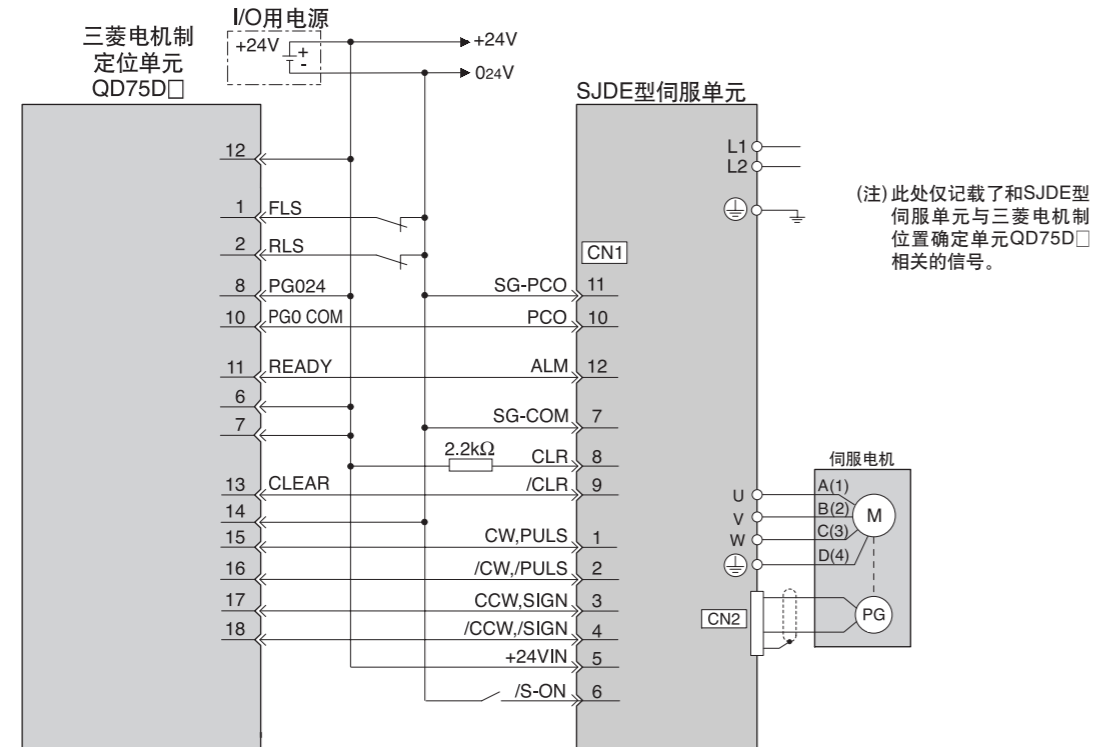 I/O用电源
+24V
+
-
+24V
024V
三菱电机制
定位单元
QD75D□
SJDE型伺服单元
12
1 FLS
2 RLS
8 PG024
10 PG0 COM
11 READY
6
7
13 CLEAR
14
15
16
17
18
2.2kΩ
CN1
SG-PCO 11
PCO 10
ALM 12
SG-COM 7
CLR 8
/CLR 9
CW,PULS 1
/CW,/PULS 2
CCW,SIGN 3
/CCW,/SIGN 4
+24VIN 5
/S-ON 6
L1
L2
U
V
W
CN2
伺服电机
A(1)
B(2)
C(3)
D(4)
M
PG
(注) 此处仅记载了和SJDE型
伺服单元与三菱电机制
位置确定单元QD75D□
相关的信号。